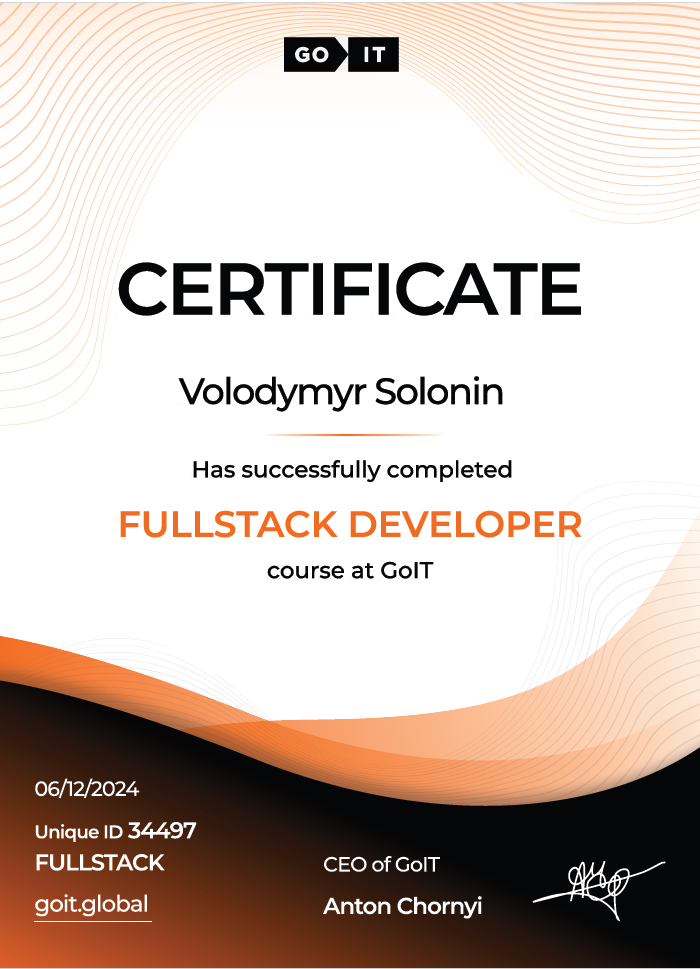 GO IT
CERTIFICATE
Volodymyr Solonin
Has successfully completed
FULLSTACK DEVELOPER
course at GoIT
06/12/2024
Unique ID 34497
FULLSTACK
goit.global
CEO of GoIT
Anton Chornyi